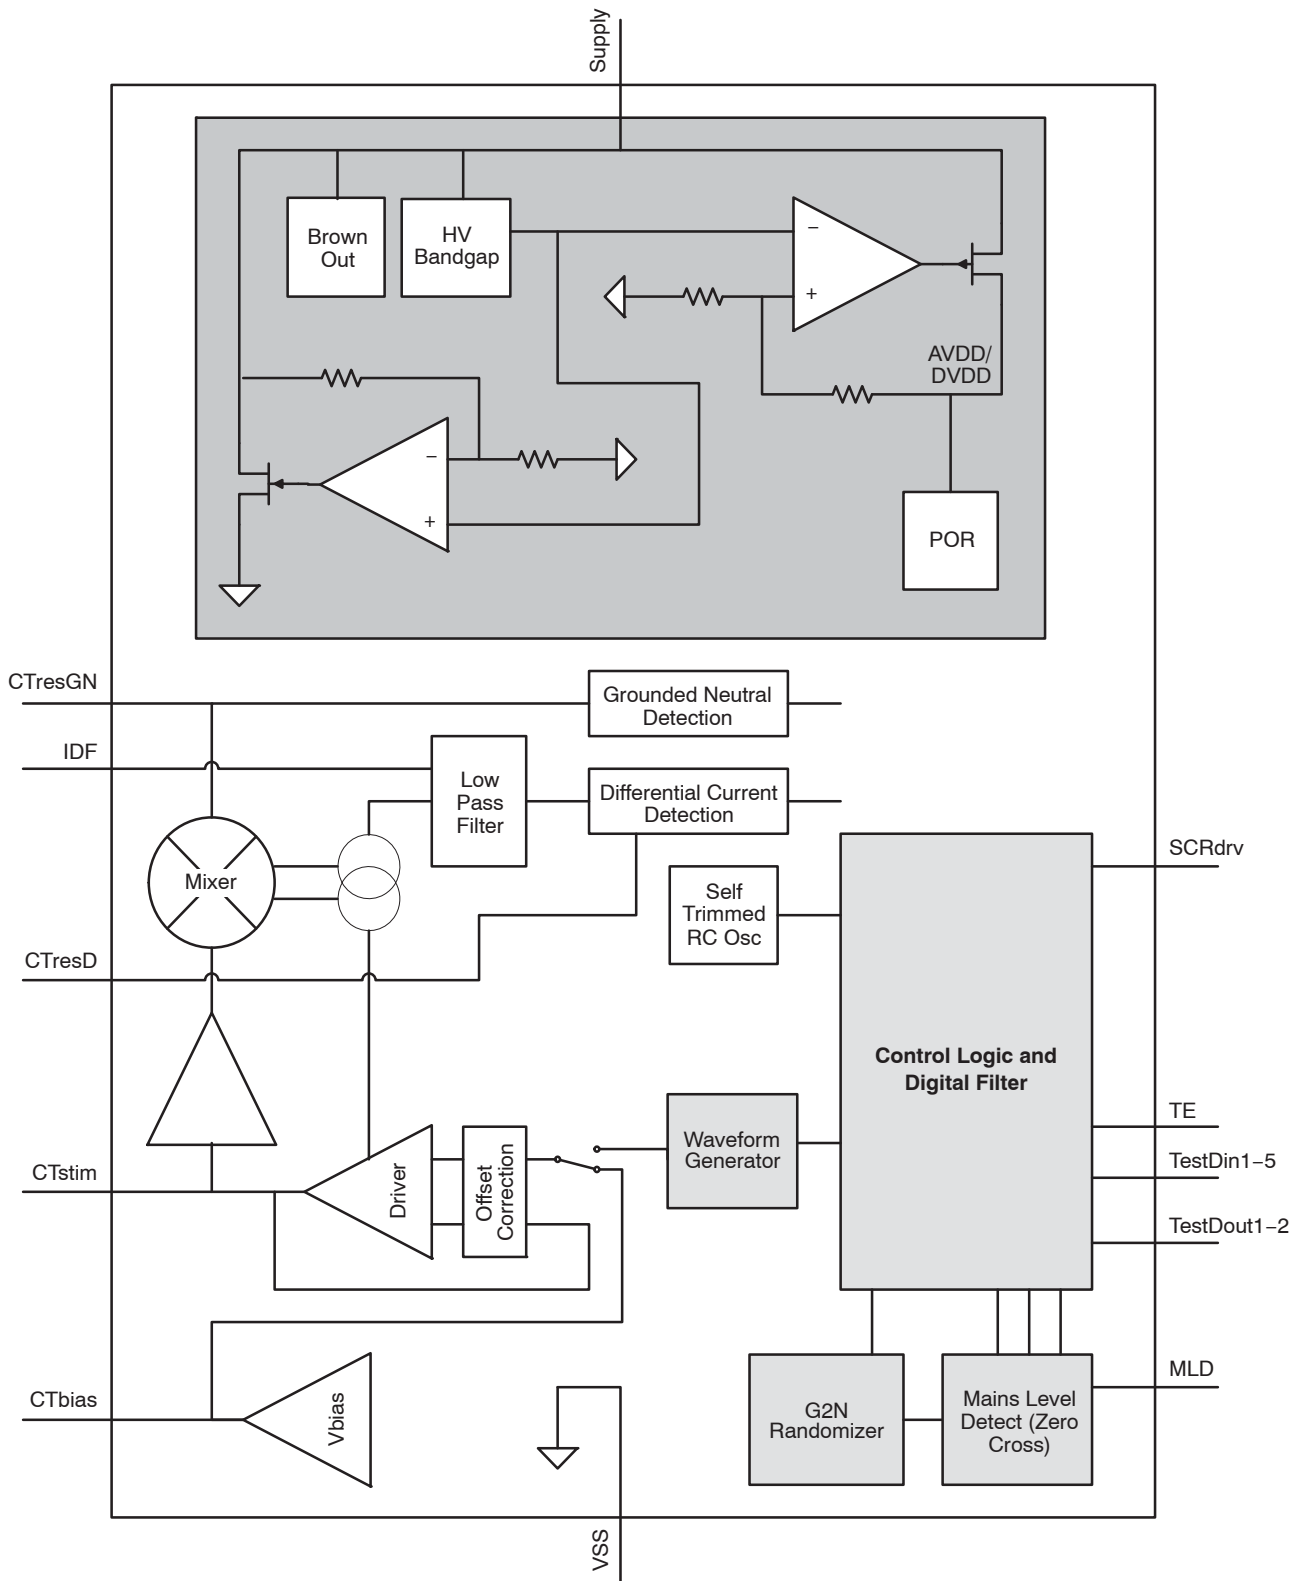 Supply
Brown
Out
HV
Bandgap
−
+
AVDD/
DVDD
−
+
POR
CTresGN
Grounded Neutral
Detection
IDF
Low
Pass
Filter
Differential Current
Detection
Mixer
Self
Trimmed
RC Osc
SCRdrv
CTresD
Control Logic and
Digital Filter
TE
Waveform
Generator
TestDin1−5
CTstim
Driver
Offset
Correction
TestDout1−2
MLD
CTbias
Vbias
G2N
Randomizer
Mains Level
Detect (Zero
Cross)
VSS